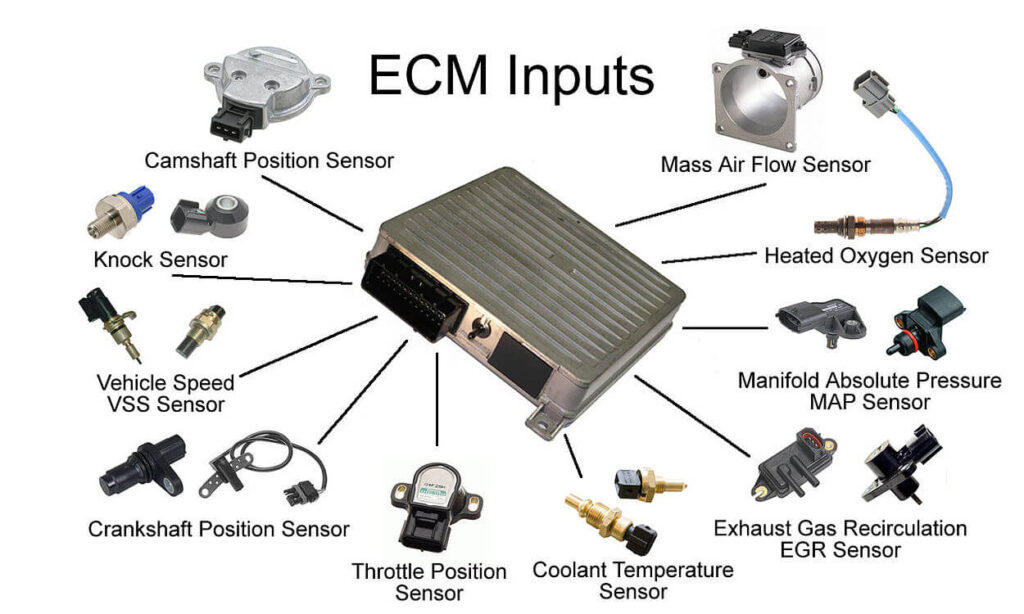 ECM Inputs
Camshaft Position Sensor
Mass Air Flow Sensor
Knock Sensor
Heated Oxygen Sensor
Vehicle Speed
VSS Sensor
Manifold Absolute Pressure
MAP Sensor
Crankshaft Position Sensor
Exhaust Gas Recirculation
EGR Sensor
Throttle Position
Sensor
Coolant Temperature
Sensor